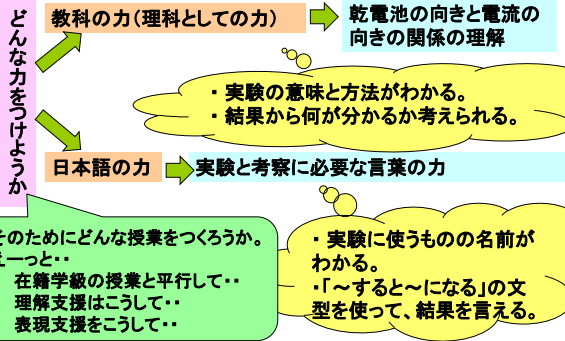 どんな力をつけようか
教科の力（理科としての力）
乾電池の向きと電流の
向きの関係の理解
・ 実験の意味と方法がわかる。
・ 結果から何が分かるか考えられる。
日本語の力
実験と考察に必要な言葉の力
そのためにどんな授業をつくろうか。
えーっと・・
在籍学級の授業と平行して・・
理解支援はこうして・・
表現支援をこうして・・
・ 実験に使うものの名前が
わかる。
・「～すると～になる」の文
型を使って、結果を言える。